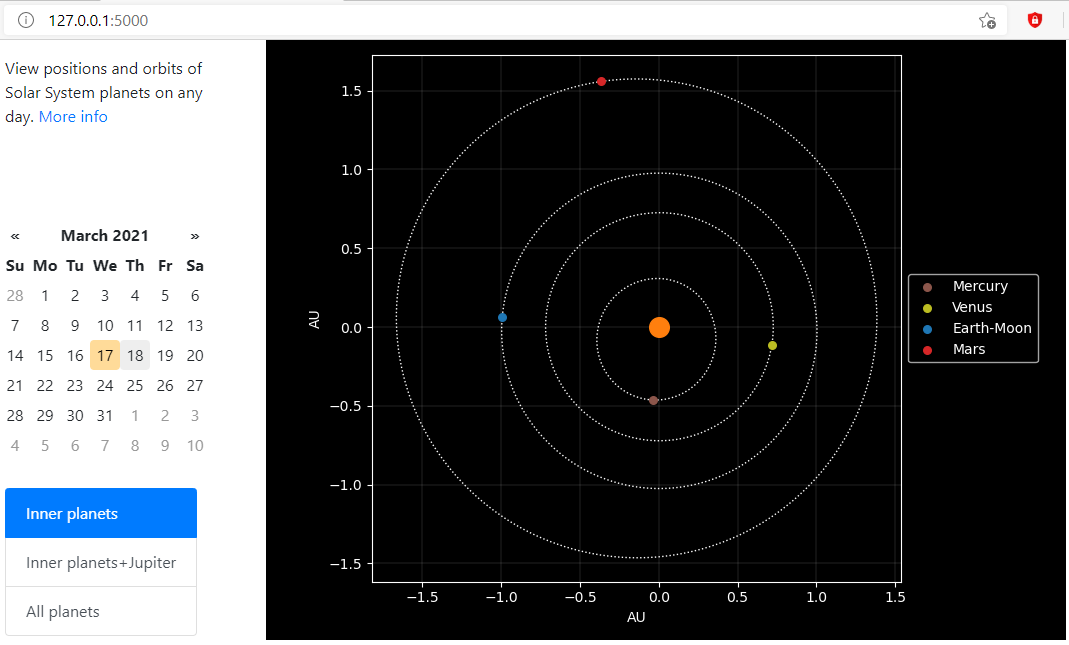 127.0.0.1:5000
View positions and orbits of
Solar System planets on any
day. More info
« March 2021 »
Su Mo Tu We Th Fr Sa
28 1 2 3 4 5 6
7 8 9 10 11 12 13
14 15 16 17 18 19 20
21 22 23 24 25 26 27
28 29 30 31 1 2 3
4 5 6 7 8 9 10
Inner planets
Inner planets+Jupiter
All planets
1.5
1.0
0.5
0.0
−0.5
−1.0
−1.5
AU
−1.5 −1.0 −0.5 0.0 0.5 1.0 1.5
AU
Mercury
Venus
Earth-Moon
Mars